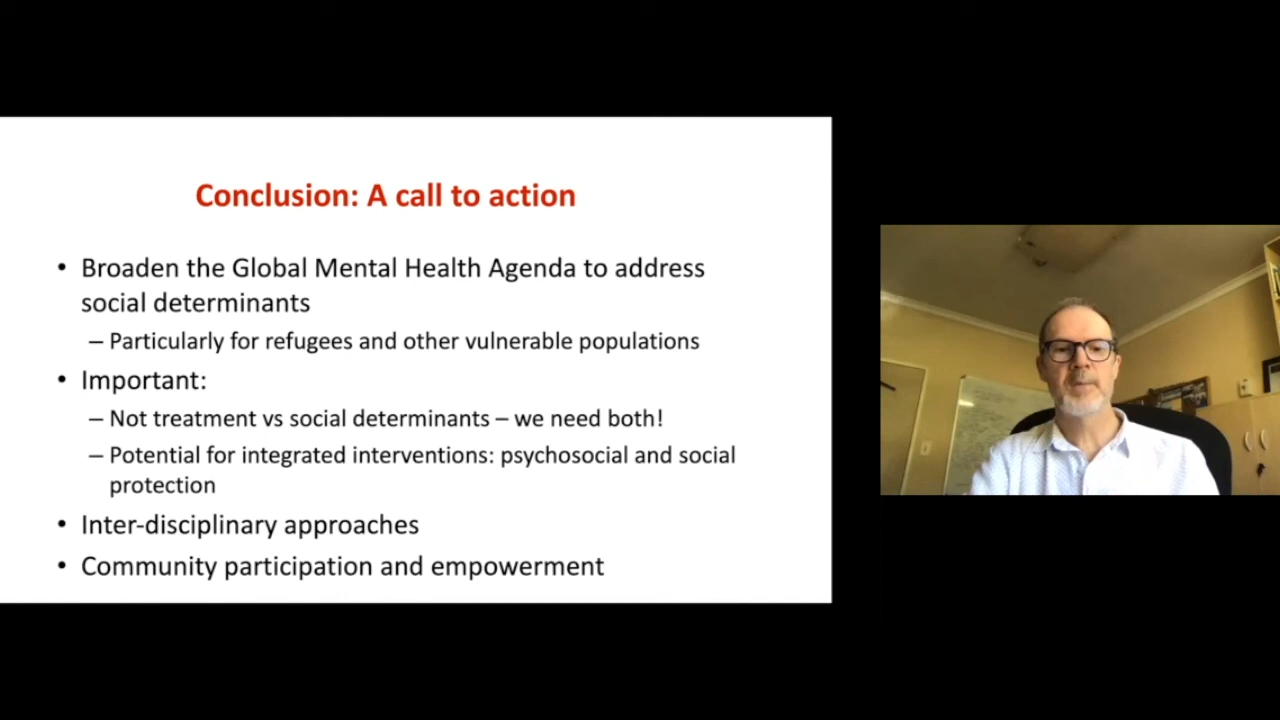 Conclusion: A call to action
• Broaden the Global Mental Health Agenda to address
social determinants
– Particularly for refugees and other vulnerable populations
• Important:
– Not treatment vs social determinants – we need both!
– Potential for integrated interventions: psychosocial and social
protection
• Inter-disciplinary approaches
• Community participation and empowerment